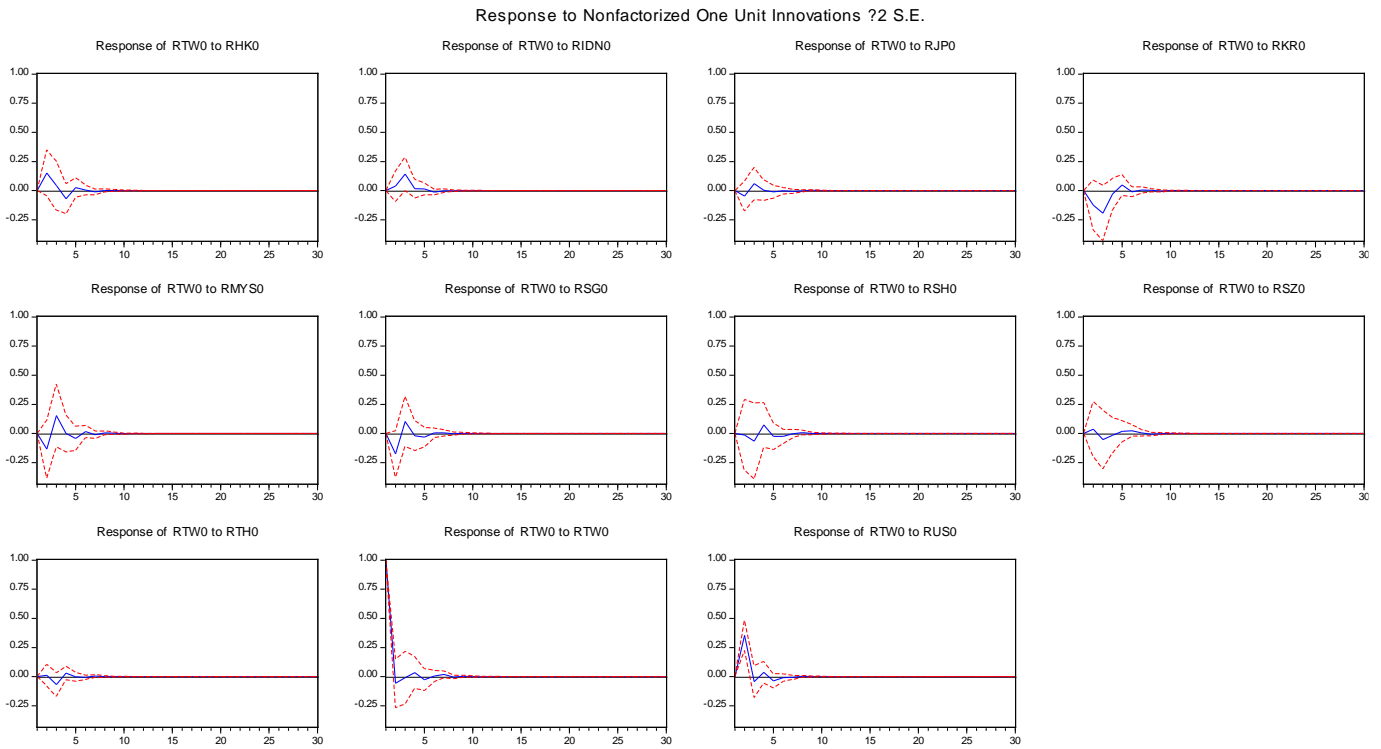 Response to Nonfactorized One Unit Innovations ?2 S.E.
Response of RTW0 to RHK0
1.00
0.75
0.50
0.25
0.00
-0.25
5 10 15 20 25 30
Response of RTW0 to RIDN0
1.00
0.75
0.50
0.25
0.00
-0.25
5 10 15 20 25 30
Response of RTW0 to RJP0
1.00
0.75
0.50
0.25
0.00
-0.25
5 10 15 20 25 30
Response of RTW0 to RKR0
1.00
0.75
0.50
0.25
0.00
-0.25
5 10 15 20 25 30
Response of RTW0 to RMYS0
1.00
0.75
0.50
0.25
0.00
-0.25
5 10 15 20 25 30
Response of RTW0 to RSG0
1.00
0.75
0.50
0.25
0.00
-0.25
5 10 15 20 25 30
Response of RTW0 to RSH0
1.00
0.75
0.50
0.25
0.00
-0.25
5 10 15 20 25 30
Response of RTW0 to RSZ0
1.00
0.75
0.50
0.25
0.00
-0.25
5 10 15 20 25 30
Response of RTW0 to RTH0
1.00
0.75
0.50
0.25
0.00
-0.25
5 10 15 20 25 30
Response of RTW0 to RTW0
1.00
0.75
0.50
0.25
0.00
-0.25
5 10 15 20 25 30
Response of RTW0 to RUS0
1.00
0.75
0.50
0.25
0.00
-0.25
5 10 15 20 25 30